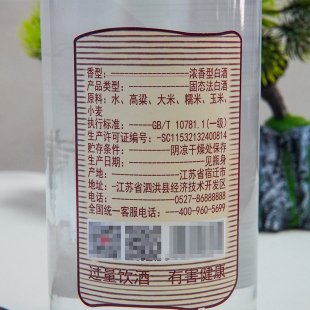 香型:————浓香型白酒
产品类型:————固态法白酒
原料:水、高粱、大米、糯米、玉米、
小麦
执行标准:————GB/T 10781.1(一级)
生产许可证编号:-SC11532132400814
贮存条件:————阴凉干燥处保存
生产日期:————见瓶身
产地:————江苏省宿迁市
地址:-江苏省泗洪县经济技术开发区
电话:————0527-86888888
全国统一客服电话:——400-960-5699
过量饮酒 有害健康